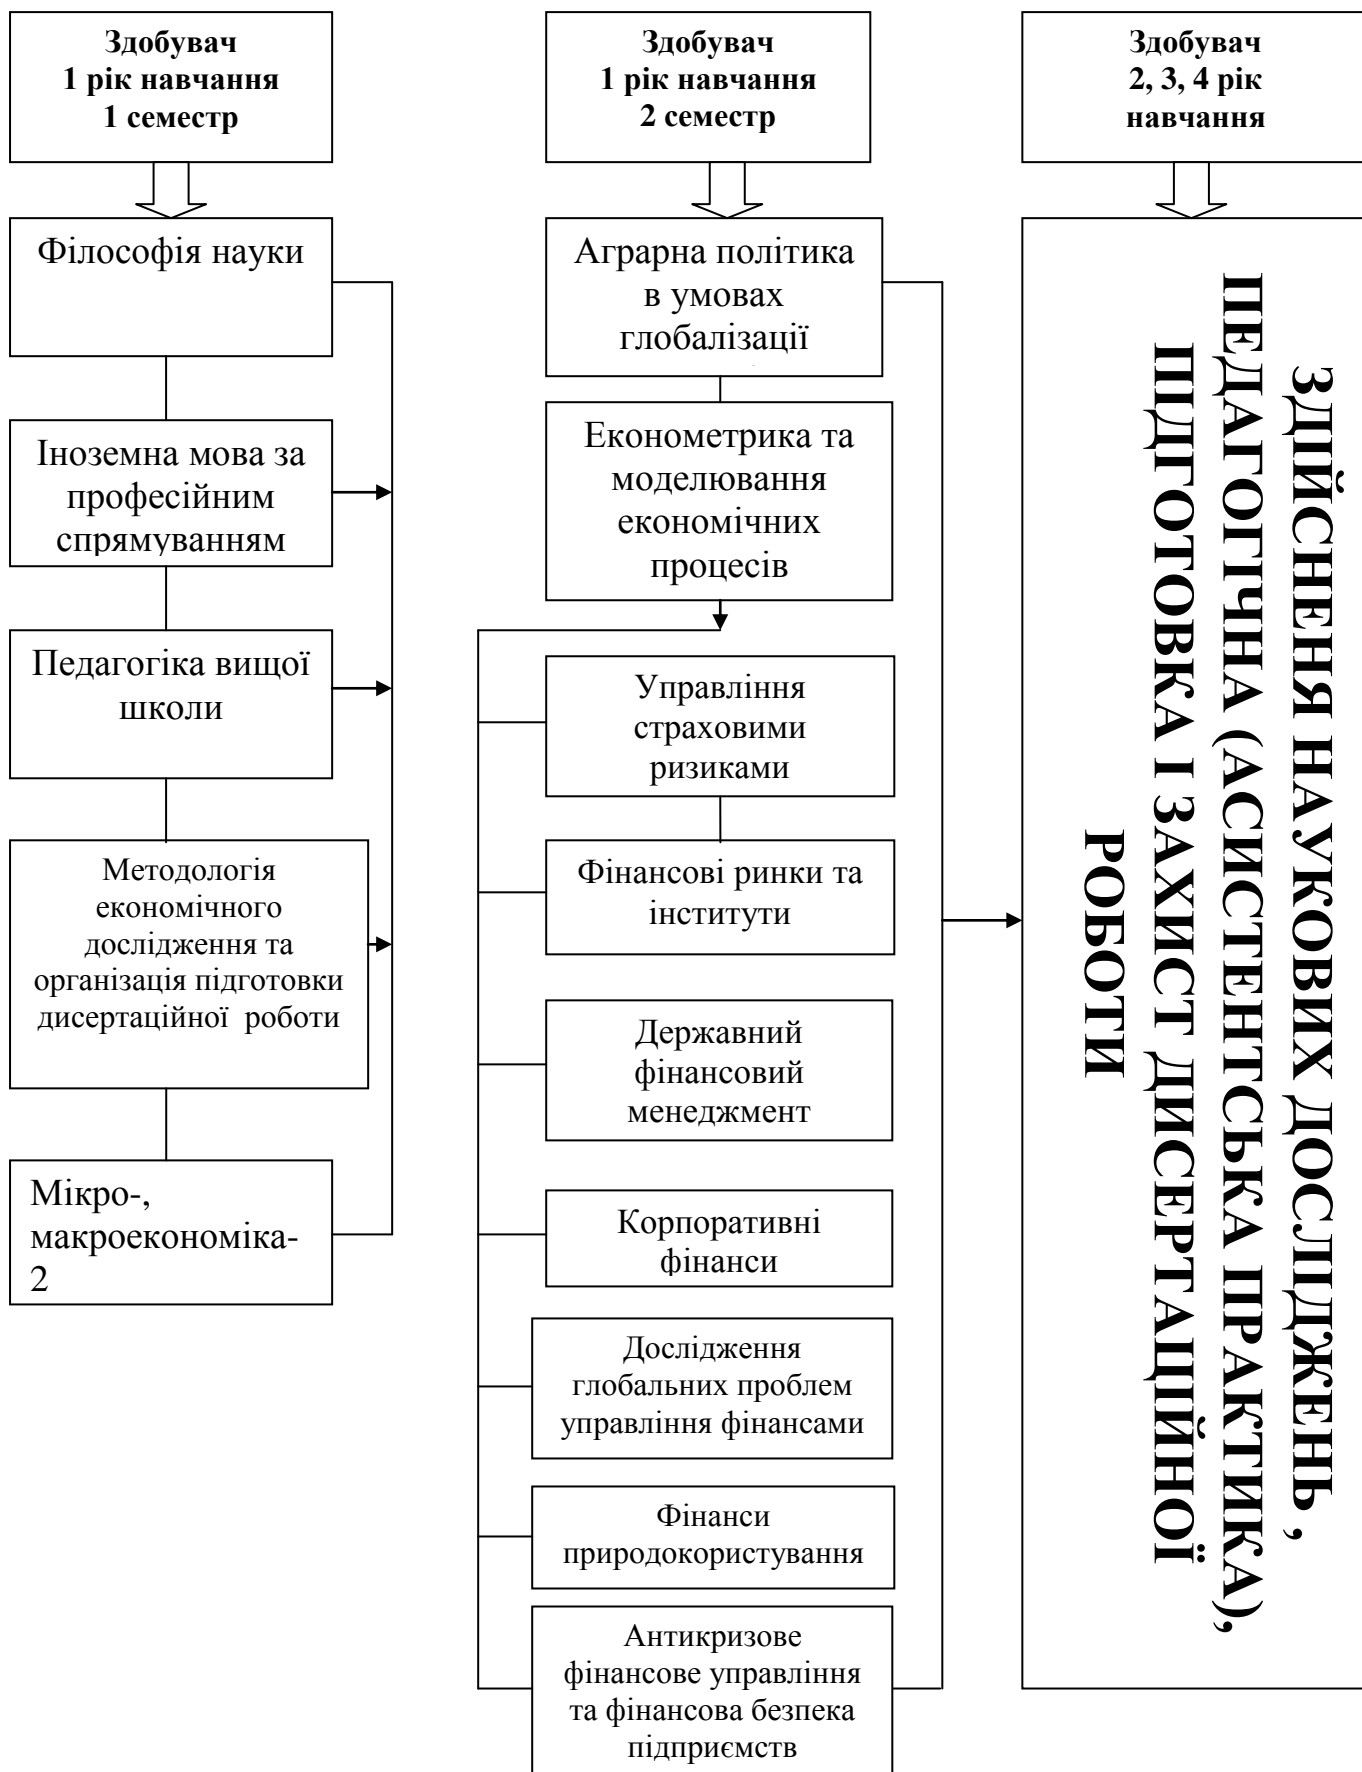 Здобувач
1 рік навчання
1 семестр
Філософія науки
Іноземна мова за
професійним
спрямуванням
Педагогіка вищої
школи
Методологія
економічного
дослідження та
організація підготовки
дисертаційної роботи
Мікро-,
макроекономіка-
2
Здобувач
1 рік навчання
2 семестр
Аграрна політика
в умовах
глобалізації
Економетрика та
моделювання
економічних
процесів
Управління
страховими
ризиками
Фінансові ринки та
інститути
Державний
фінансовий
менеджмент
Корпоративні
фінанси
Дослідження
глобальних проблем
управління фінансами
Фінанси
природокористування
Антикризове
фінансове управління
та фінансова безпека
підприємств
Здобувач
2, 3, 4 рік
навчання
ЗДІЙСНЕННЯ НАУКОВИХ ДОСЛІДЖЕНЬ ,
ПЕДАГОГІЧНА (АСИСТЕНТСЬКА ПРАКТИКА),
ПІДГОТОВКА І ЗАХИСТ ДИСЕРТАЦІЙНОЇ
РОБОТИ